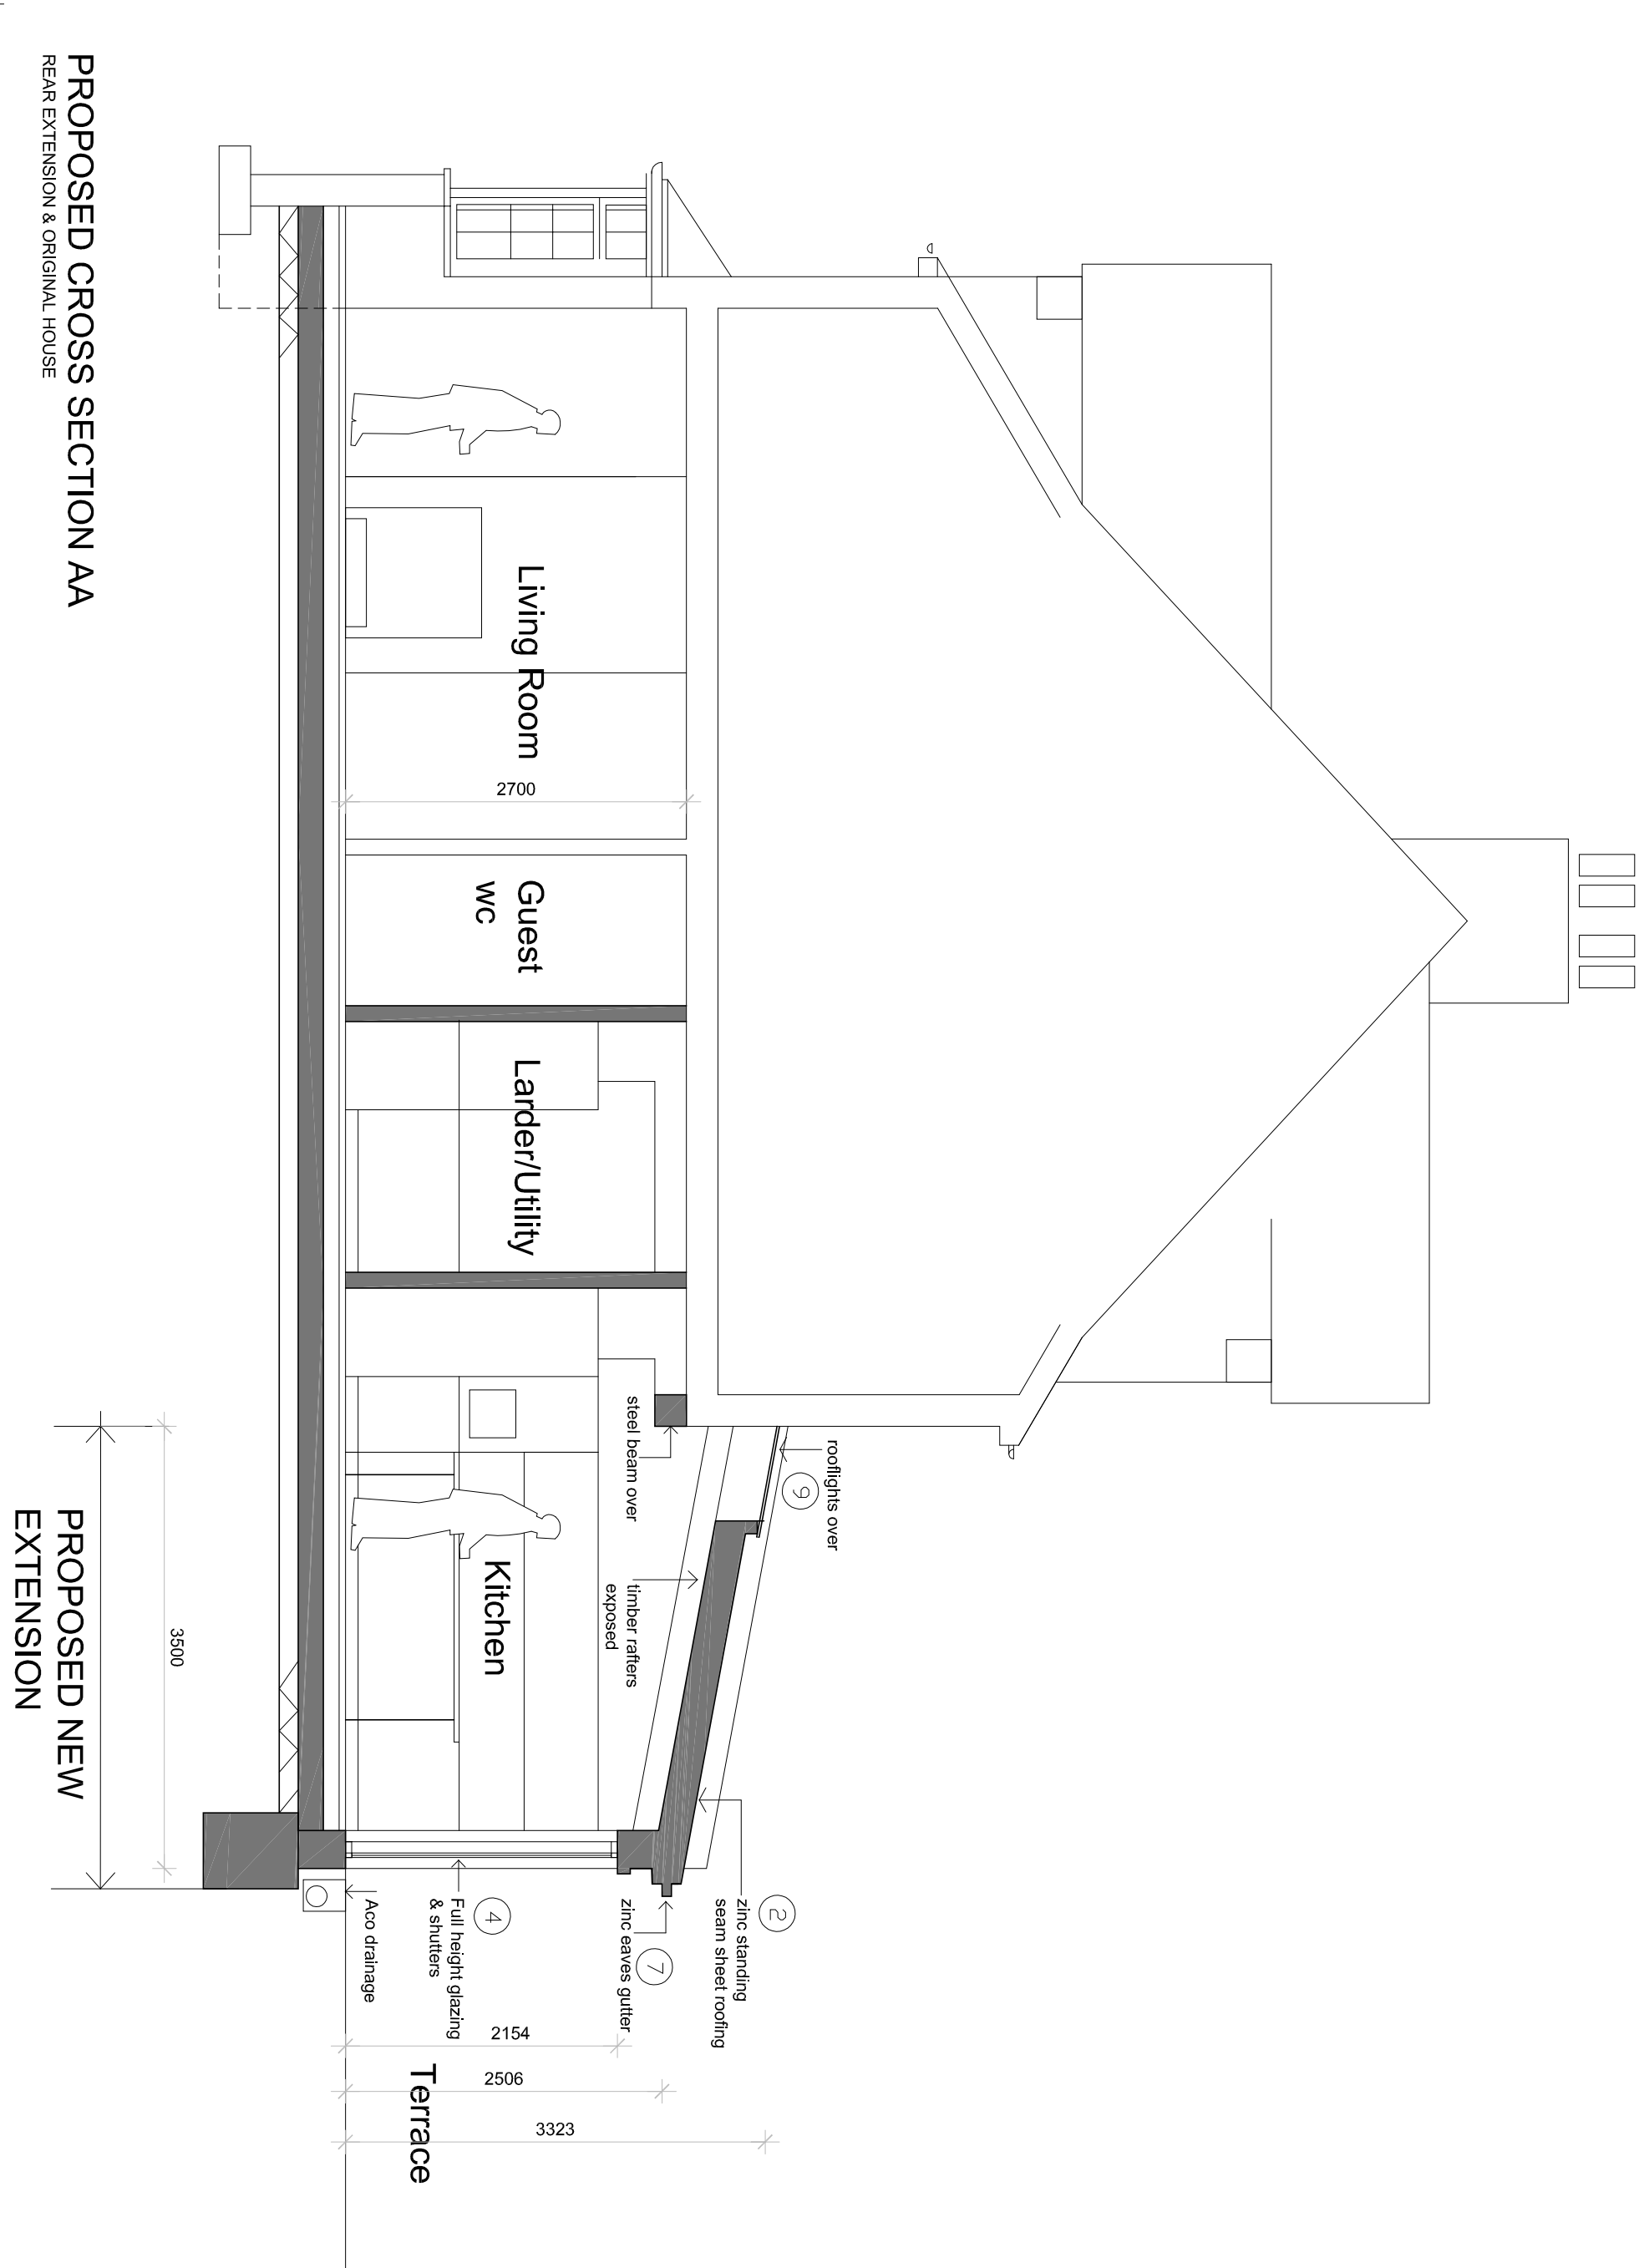 PROPOSED CROSS SECTION AA
REAR EXTENSION & ORIGINAL HOUSE
Living Room
2700
Guest
wc
Larder/Utility
Kitchen
steel beam over
rooflights over
9
timber rafters
exposed
2
zinc standing
seam sheet roofing
7
zinc eaves gutter
4
Full height glazing
& shutters
Aco drainage
Terrace
2154
2506
3323
3500
PROPOSED NEW
EXTENSION